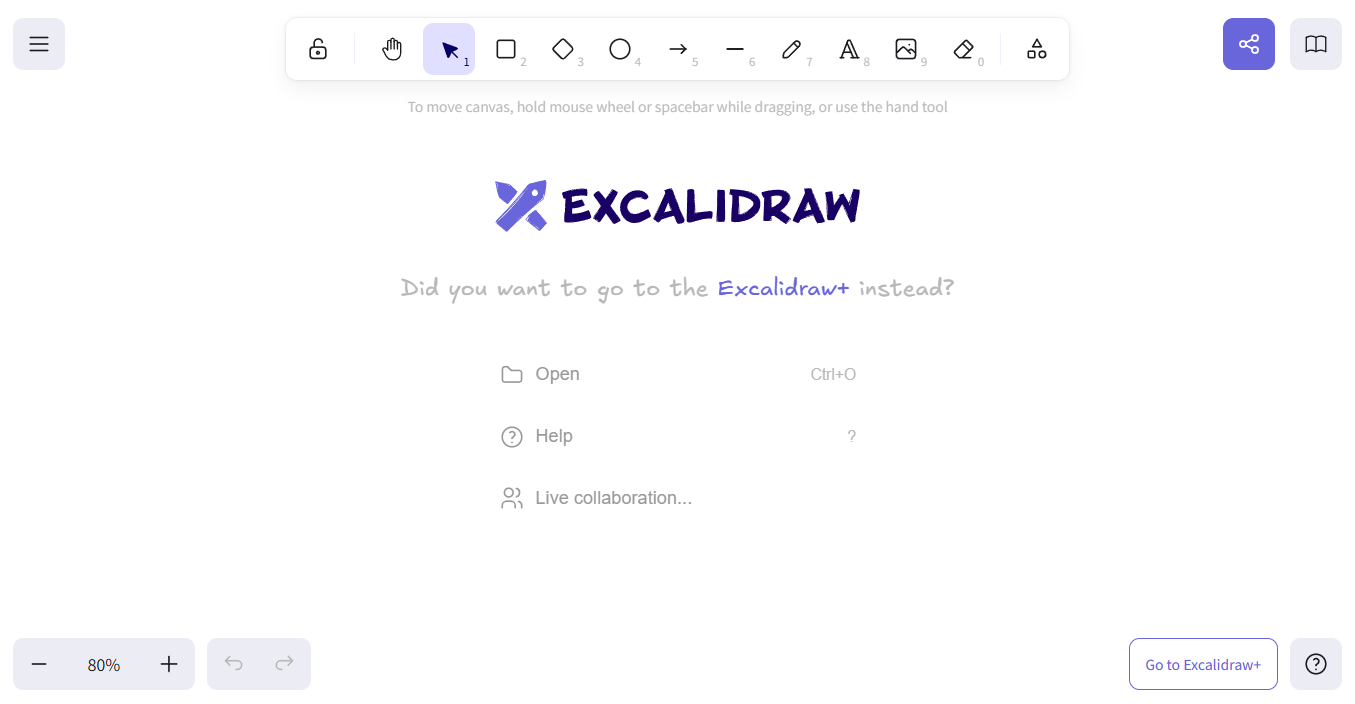 1 2 3 4 5 6 7 8 9 0
To move canvas, hold mouse wheel or spacebar while dragging, or use the hand tool
EXCALIDRAW
Did you want to go to the Excalidraw+ instead?
Open Ctrl+O
Help ?
Live collaboration...
80% Go to Excalidraw+